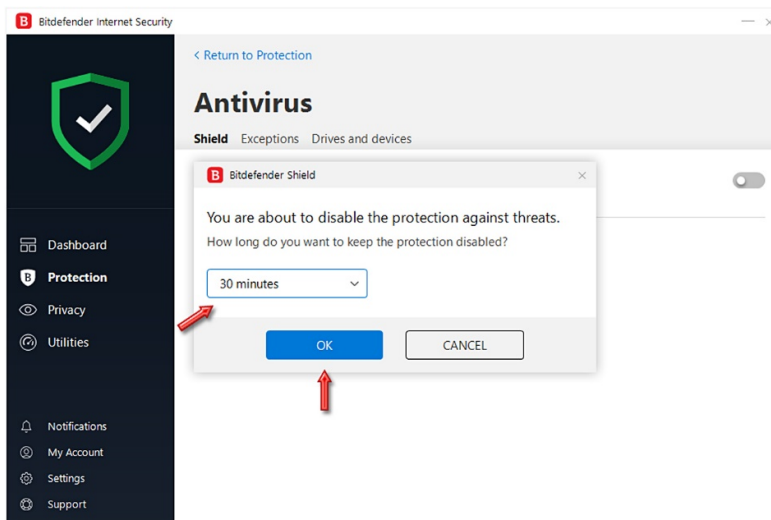 B Bitdefender Internet Security
< Return to Protection
Antivirus
Shield Exceptions Drives and devices
B Bitdefender Shield
You are about to disable the protection against threats.
How long do you want to keep the protection disabled?
30 minutes
OK CANCEL
Dashboard
B Protection
Privacy
Utilities
Notifications
My Account
Settings
Support